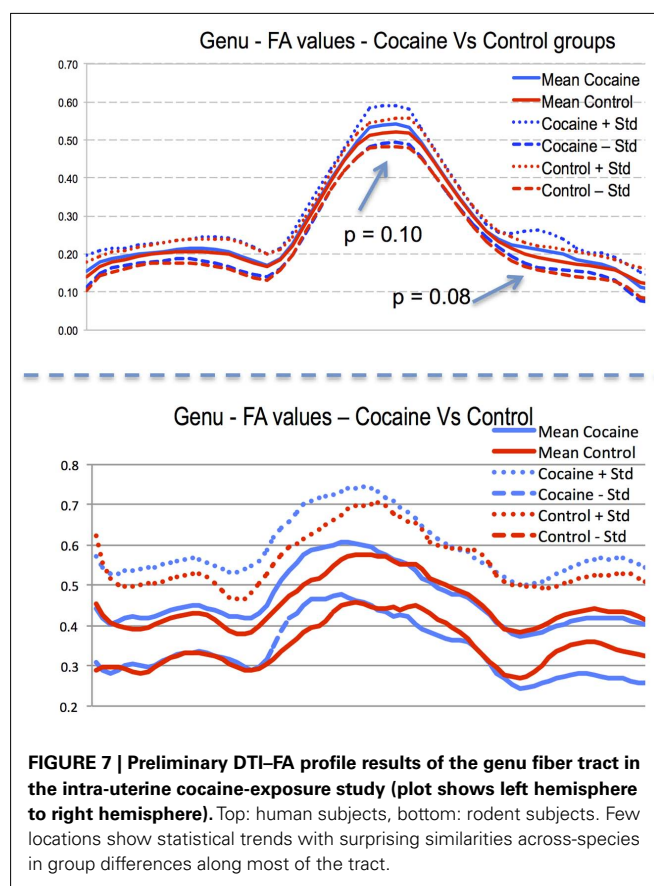 Genu - FA values - Cocaine Vs Control groups
0.70
0.60
0.50
0.40
0.30
0.20
0.10
0.00
Mean Cocaine
Mean Control
Cocaine + Std
Cocaine – Std
Control + Std
Control – Std
p = 0.10
p = 0.08
Genu - FA values – Cocaine Vs Control
0.8
0.7
0.6
0.5
0.4
0.3
0.2
Mean Cocaine
Mean Control
Cocaine + Std
Cocaine - Std
Control + Std
Control - Std
FIGURE 7 | Preliminary DTI–FA profile results of the genu fiber tract in
the intra-uterine cocaine-exposure study (plot shows left hemisphere
to right hemisphere). Top: human subjects, bottom: rodent subjects. Few
locations show statistical trends with surprising similarities across-species
in group differences along most of the tract.